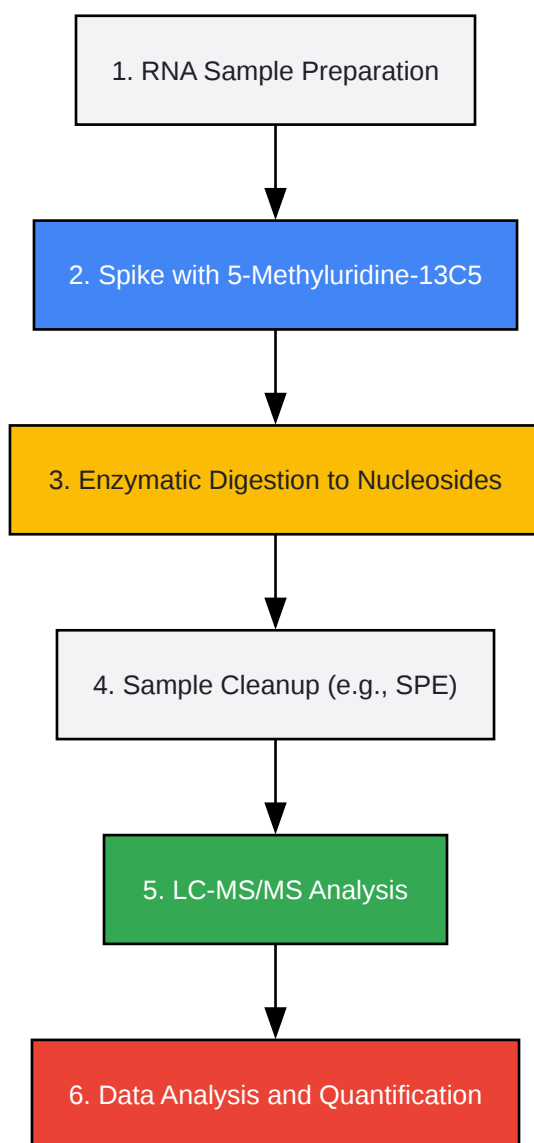 1. RNA Sample Preparation
2. Spike with 5-Methyluridine-13C5
3. Enzymatic Digestion to Nucleosides
4. Sample Cleanup (e.g., SPE)
5. LC-MS/MS Analysis
6. Data Analysis and Quantification